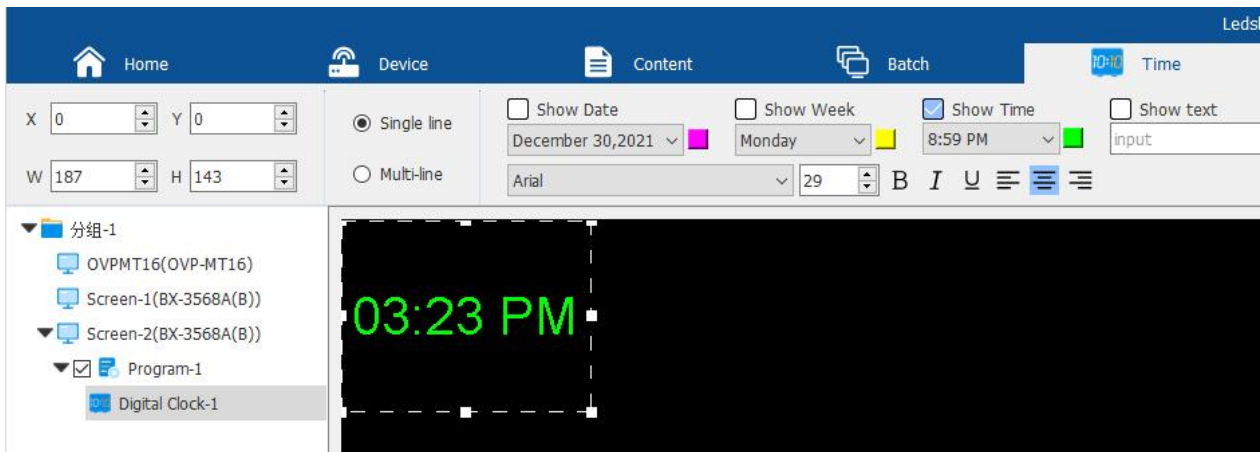 Leds
Home Device Content Batch 10:10 Time
X 0 Y 0 Single line Show Date Show Week Show Time Show text
December 30,2021 Monday 8:59 PM input
W 187 H 143 Multi-line Arial 29 B I U
分组-1
OVPMT16(OVP-MT16)
Screen-1(BX-3568A(B))
Screen-2(BX-3568A(B))
Program-1
Digital Clock-1
03:23 PM